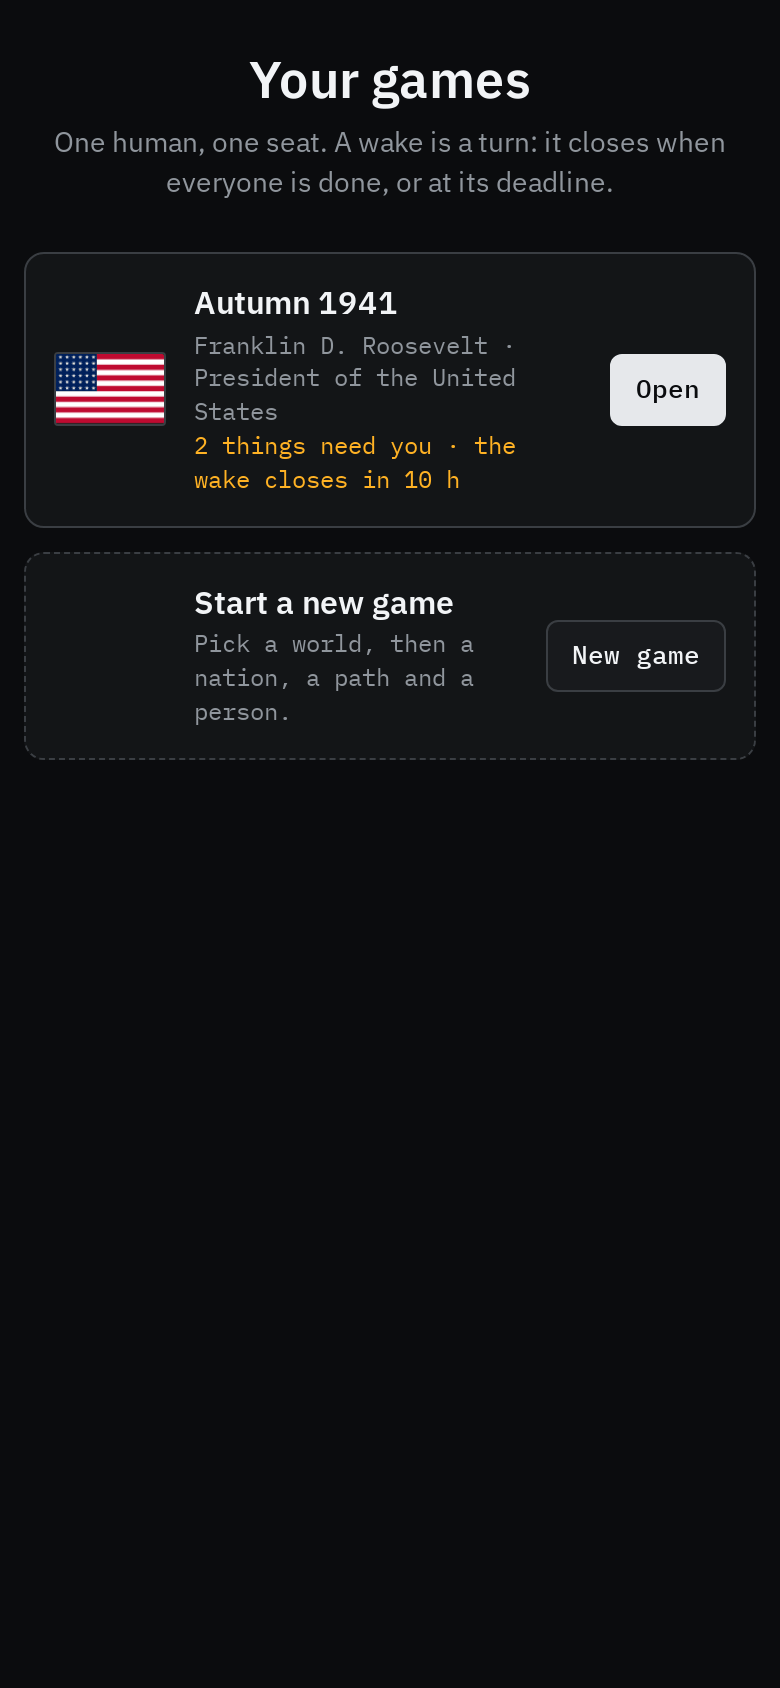 Your games
One human, one seat. A wake is a turn: it closes when
everyone is done, or at its deadline.
Autumn 1941
Franklin D. Roosevelt ·
President of the United
States
2 things need you · the
wake closes in 10 h
Open
Start a new game
Pick a world, then a
nation, a path and a
person.
New game